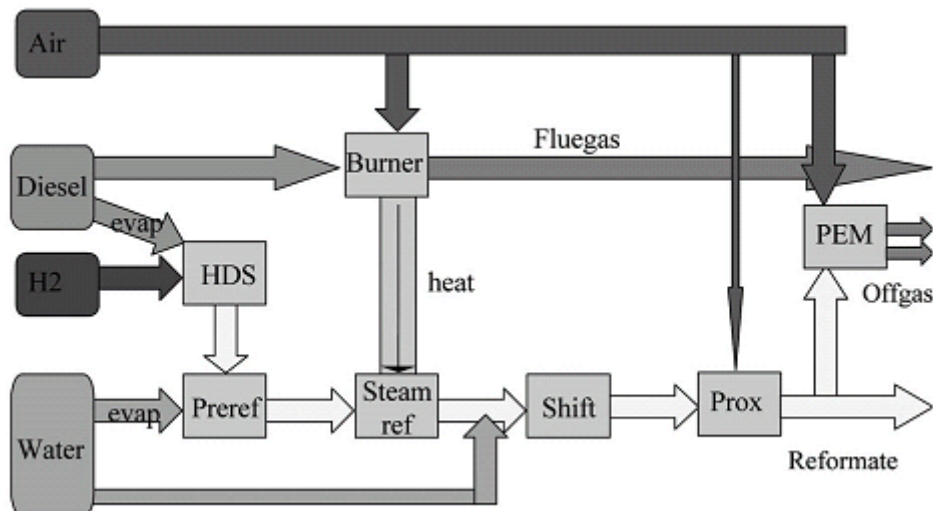 Air
Fluegas
Burner
Diesel
evap
PEM
HDS
H2
heat
Offgas
evap
Preref
Steam
ref
Shift
Prox
Water
Reformate